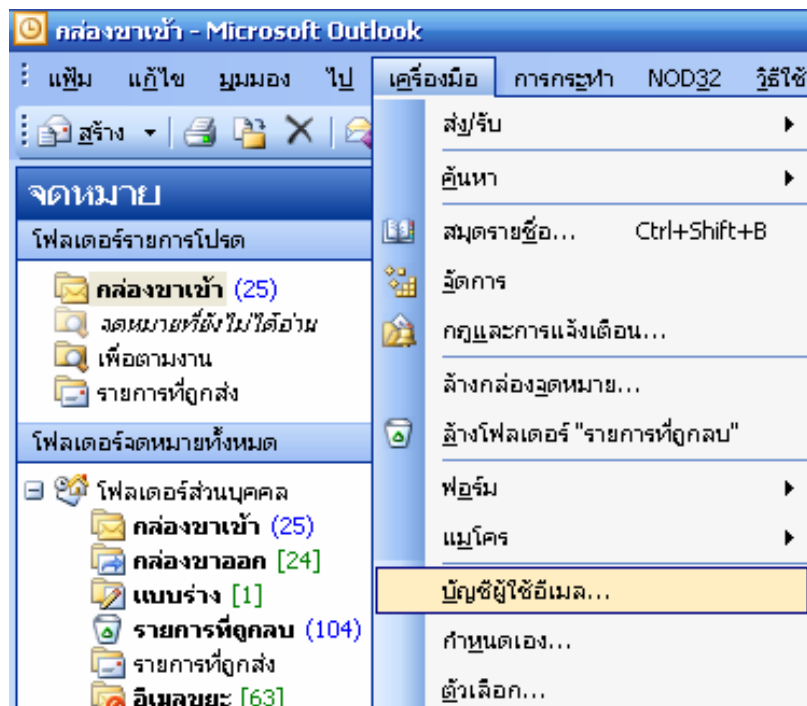 กล่องขาเข้า - Microsoft Outlook
แฟ้ม แก้ไข มุมมอง ไป เครื่องมือ การกระทำ NOD32 วิธีใช้
สร้าง
จดหมาย
โฟลเดอร์รายการโปรด
กล่องขาเข้า (25)
จดหมายที่ยังไม่ได้อ่าน
เพื่อตามงาน
รายการที่ถูกส่ง
โฟลเดอร์จดหมายทั้งหมด
โฟลเดอร์ส่วนบุคคล
กล่องขาเข้า (25)
กล่องขาออก [24]
แบบร่าง [1]
รายการที่ถูกลบ (104)
รายการที่ถูกส่ง
อีเมลขยะ [63]
ส่ง/รับ
ค้นหา
สมุดรายชื่อ... Ctrl+Shift+B
จัดการ
กฎและการแจ้งเตือน...
ล้างกล่องจดหมาย...
ล้างโฟลเดอร์ "รายการที่ถูกลบ"
ฟอร์ม
แมโคร
บัญชีผู้ใช้อีเมล...
กำหนดเอง...
ตัวเลือก...